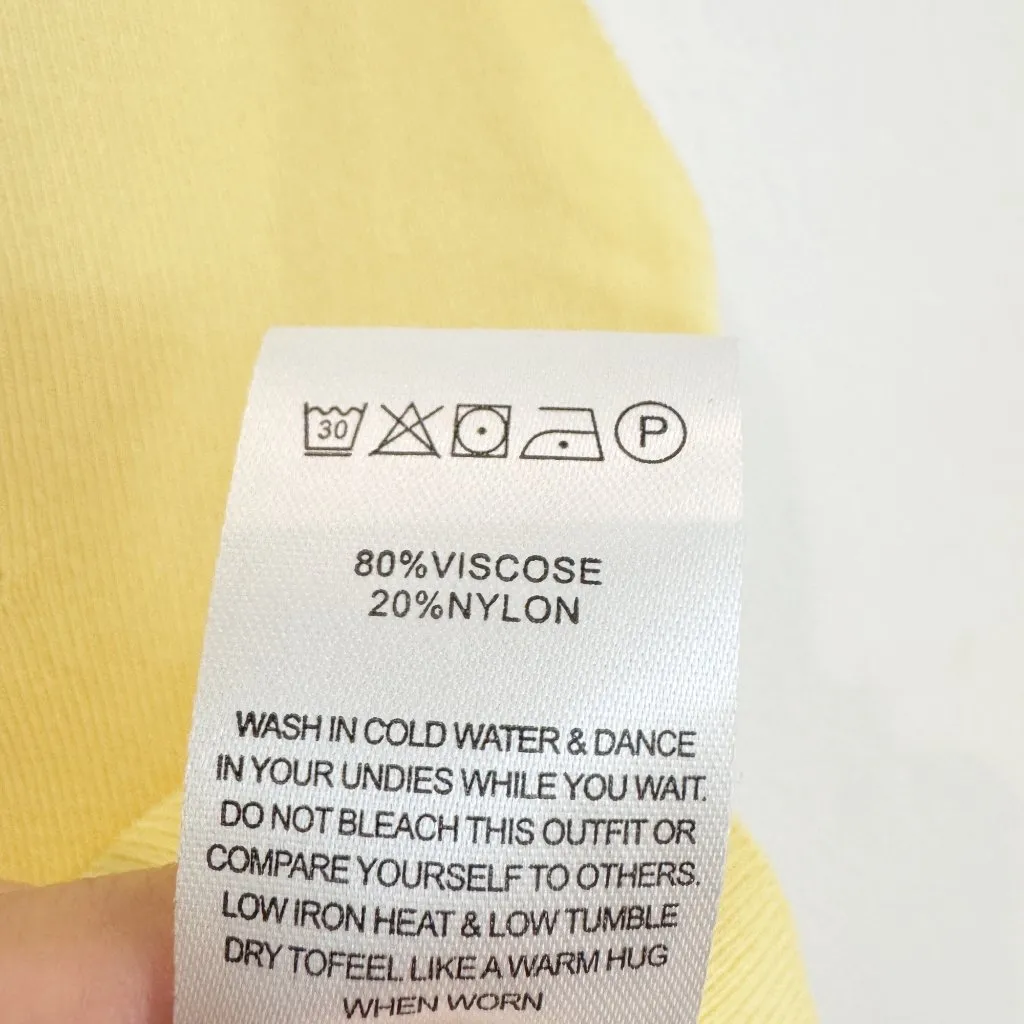 30 P
80%VISCOSE
20%NYLON
WASH IN COLD WATER & DANCE
IN YOUR UNDIES WHILE YOU WAIT.
DO NOT BLEACH THIS OUTFIT OR
COMPARE YOURSELF TO OTHERS.
LOW IRON HEAT & LOW TUMBLE
DRY TOFEEL LIKE A WARM HUG
WHEN WORN